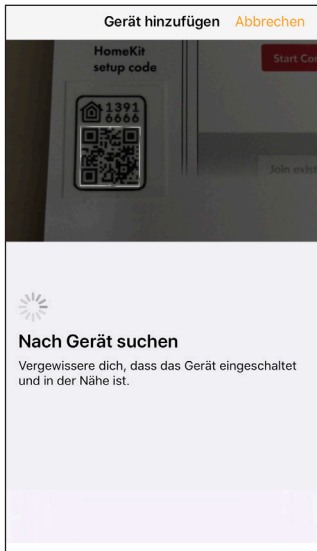 Gerät hinzufügen Abbrechen
HomeKit
setup code
Start Co
1391
6666
Join exist
Nach Gerät suchen
Vergewissere dich, dass das Gerät eingeschaltet
und in der Nähe ist.